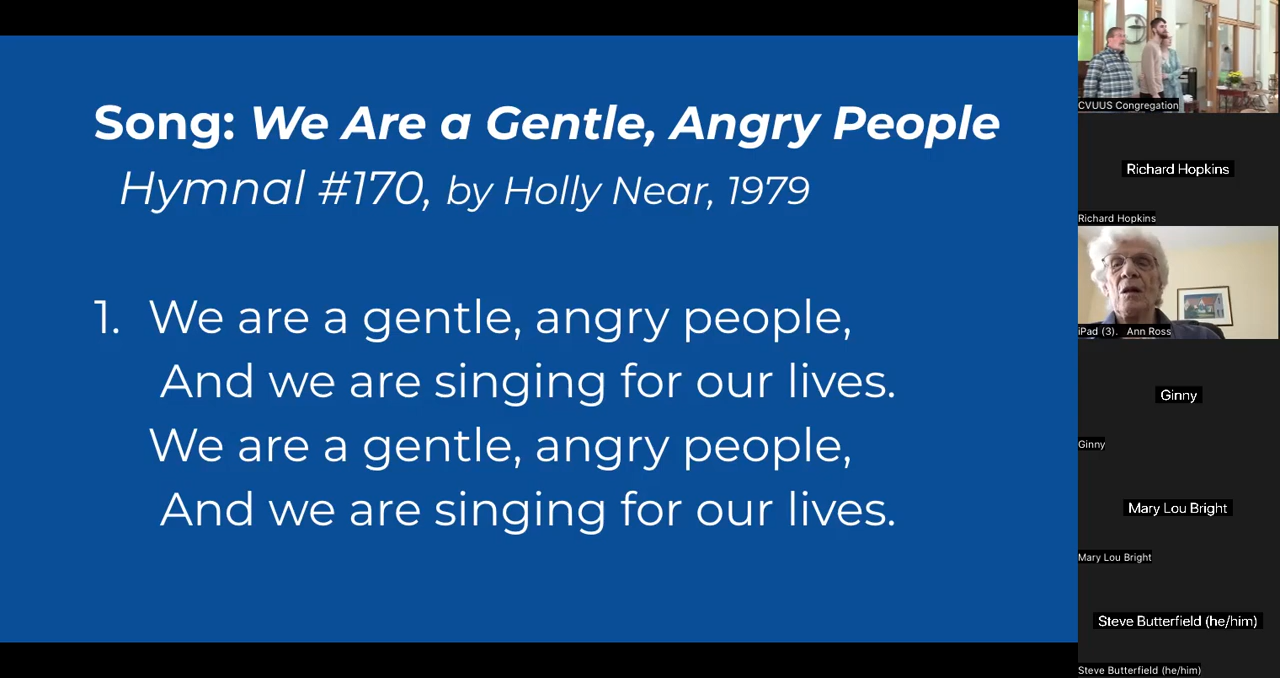 Song: We Are a Gentle, Angry People
Hymnal #170, by Holly Near, 1979
1. We are a gentle, angry people,
And we are singing for our lives.
We are a gentle, angry people,
And we are singing for our lives.
CVUUS Congregation
Richard Hopkins
Richard Hopkins
iPad (3). Ann Ross
Ginny
Ginny
Mary Lou Bright
Mary Lou Bright
Steve Butterfield (he/him)
Steve Butterfield (he/him)